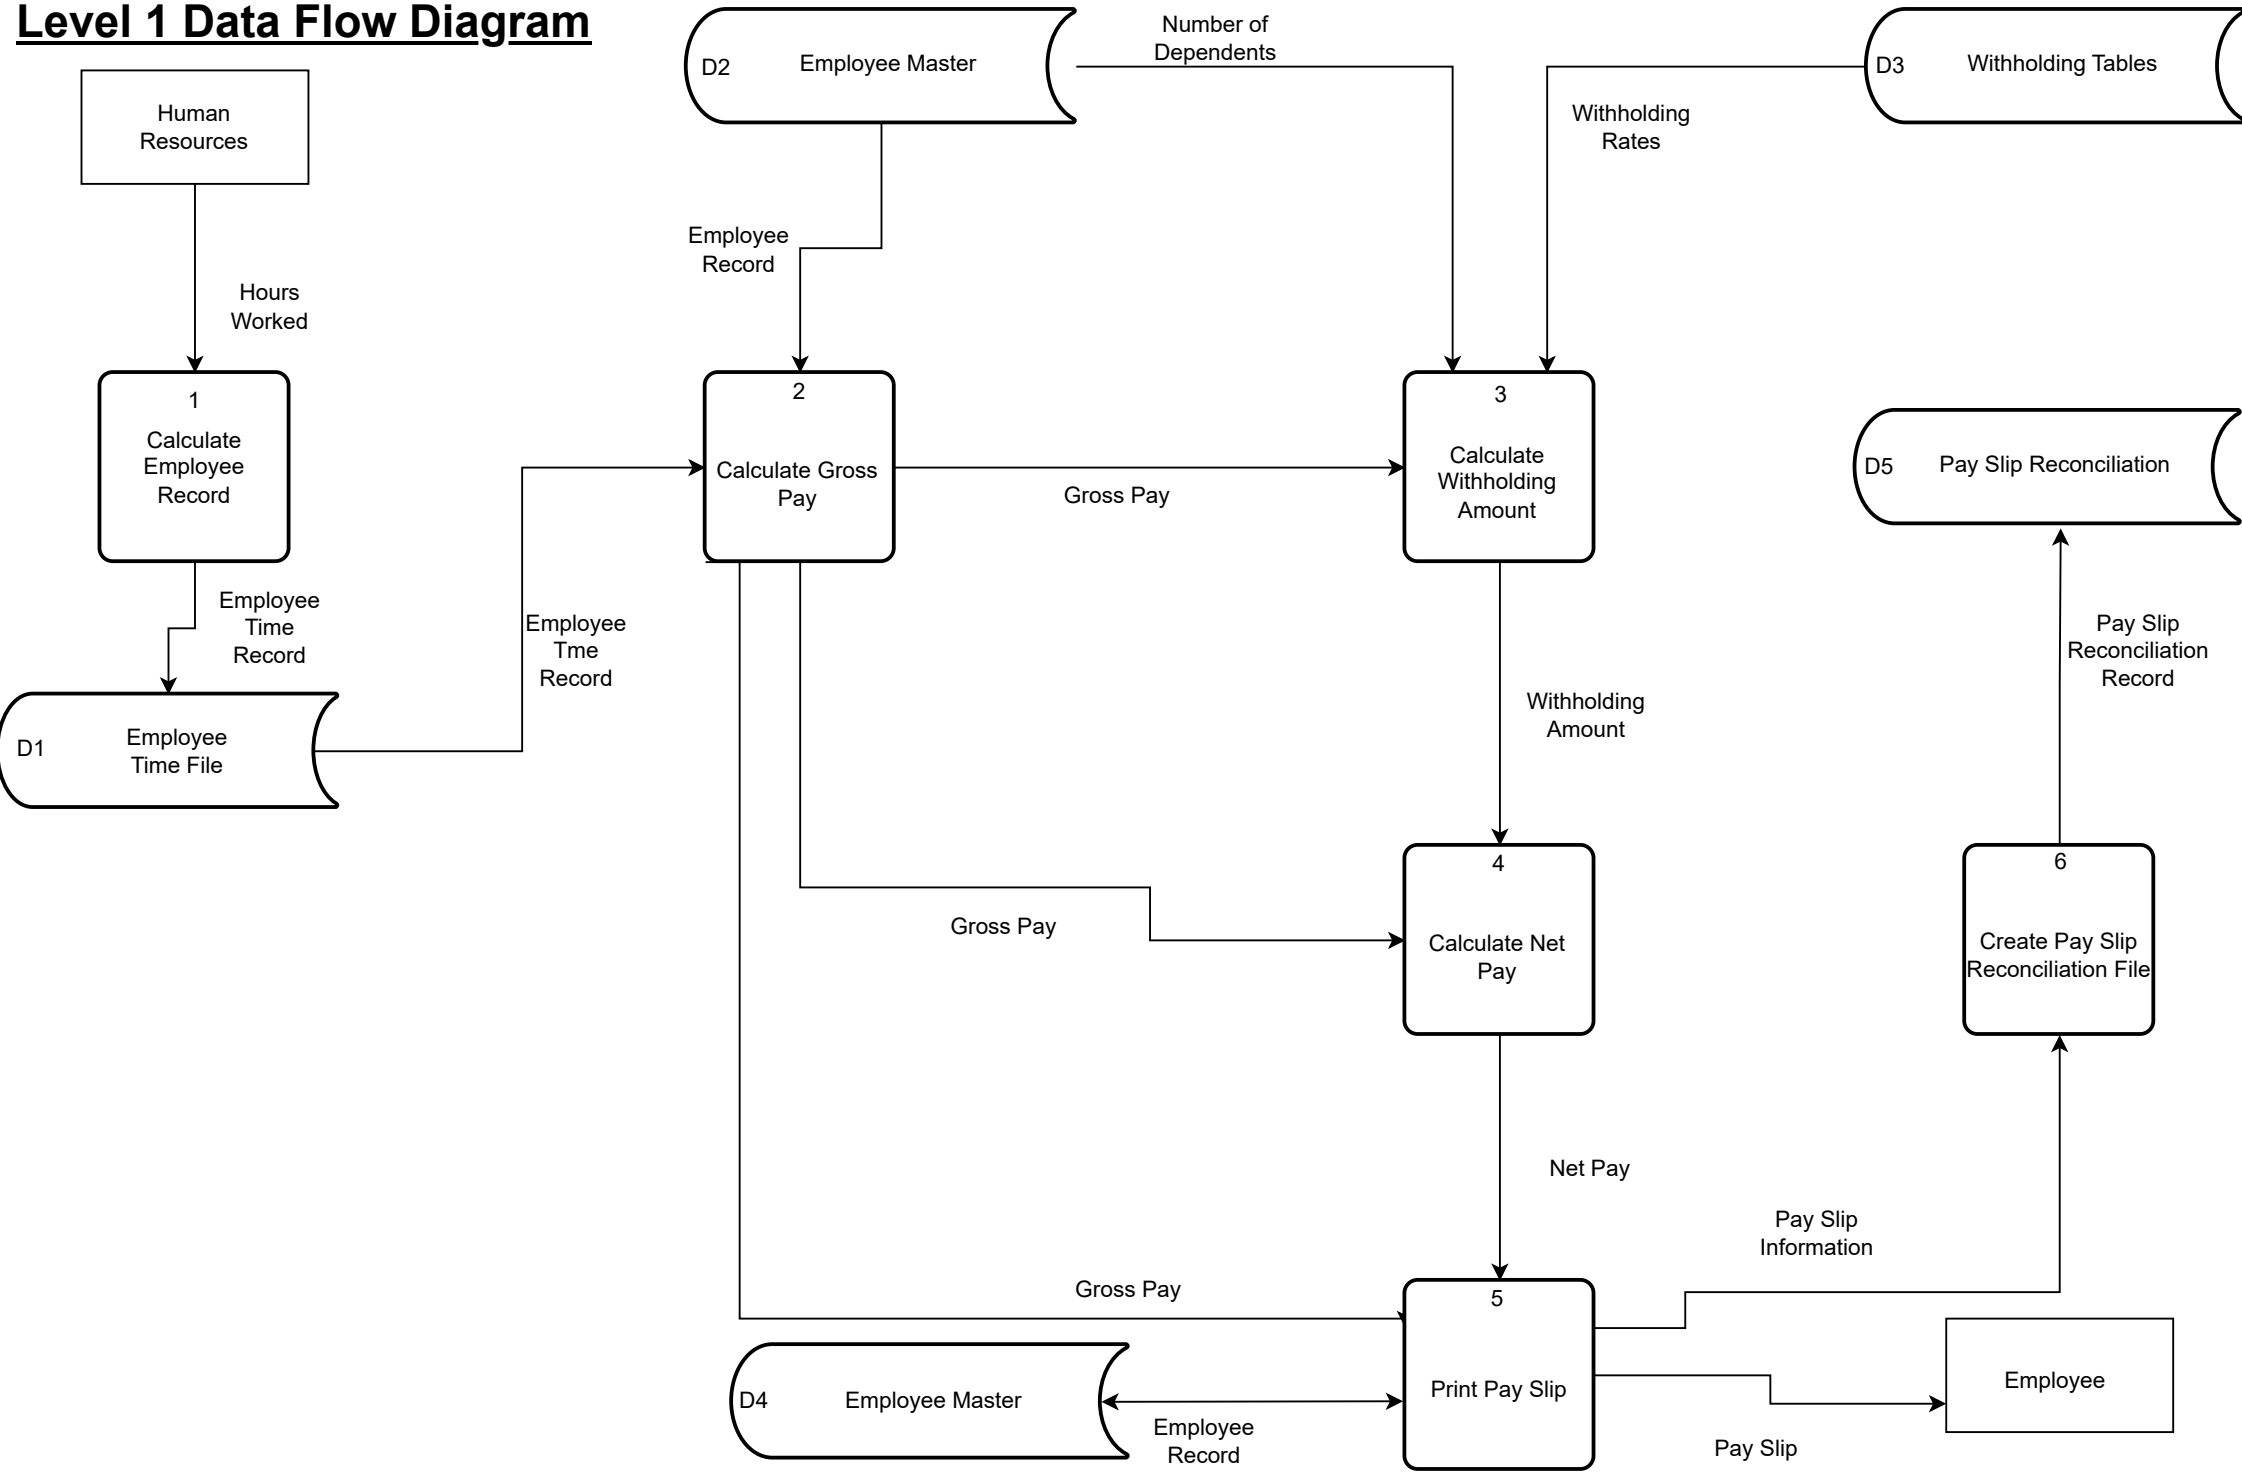 Level 1 Data Flow Diagram
Human
Resources
Hours
Worked
1
Calculate
Employee
Record
Employee
Time
Record
D1
Employee
Time File
Employee
Tme
Record
D2
Employee Master
Number of
Dependents
Employee
Record
2
Calculate Gross
Pay
Gross Pay
D3
Withholding Tables
Withholding
Rates
3
Calculate
Withholding
Amount
Withholding
Amount
Gross Pay
4
Calculate Net
Pay
Net Pay
Gross Pay
5
Print Pay Slip
D4
Employee Master
Employee
Record
Pay Slip
Information
Pay Slip
Employee
6
Create Pay Slip
Reconciliation File
Pay Slip
Reconciliation
Record
D5
Pay Slip Reconciliation